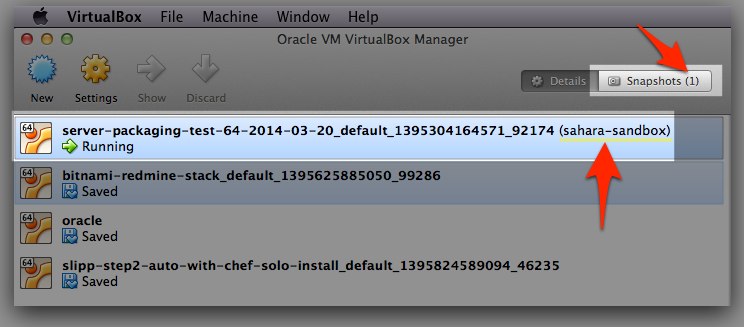 VirtualBox File Machine Window Help
Oracle VM VirtualBox Manager
New Settings Show Discard Details Snapshots (1)
64 server-packaging-test-64-2014-03-20_default_1395304164571_92174 (sahara-sandbox)
Running
64 bitnami-redmine-stack_default_1395625885050_99286
Saved
64 oracle
Saved
64 slipp-step2-auto-with-chef-solo-install_default_1395824589094_46235
Saved